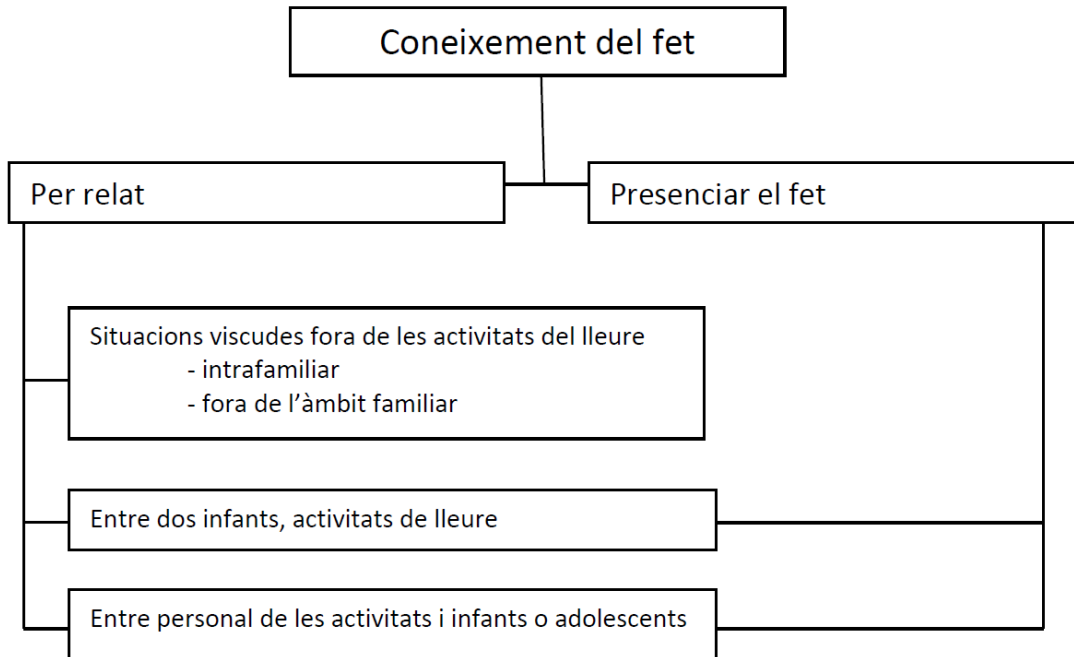 Coneixement del fet
Per relat
Presenciar el fet
Situacions viscudes fora de les activitats del lleure
- intrafamiliar
- fora de l'àmbit familiar
Entre dos infants, activitats de lleure
Entre personal de les activitats i infants o adolescents